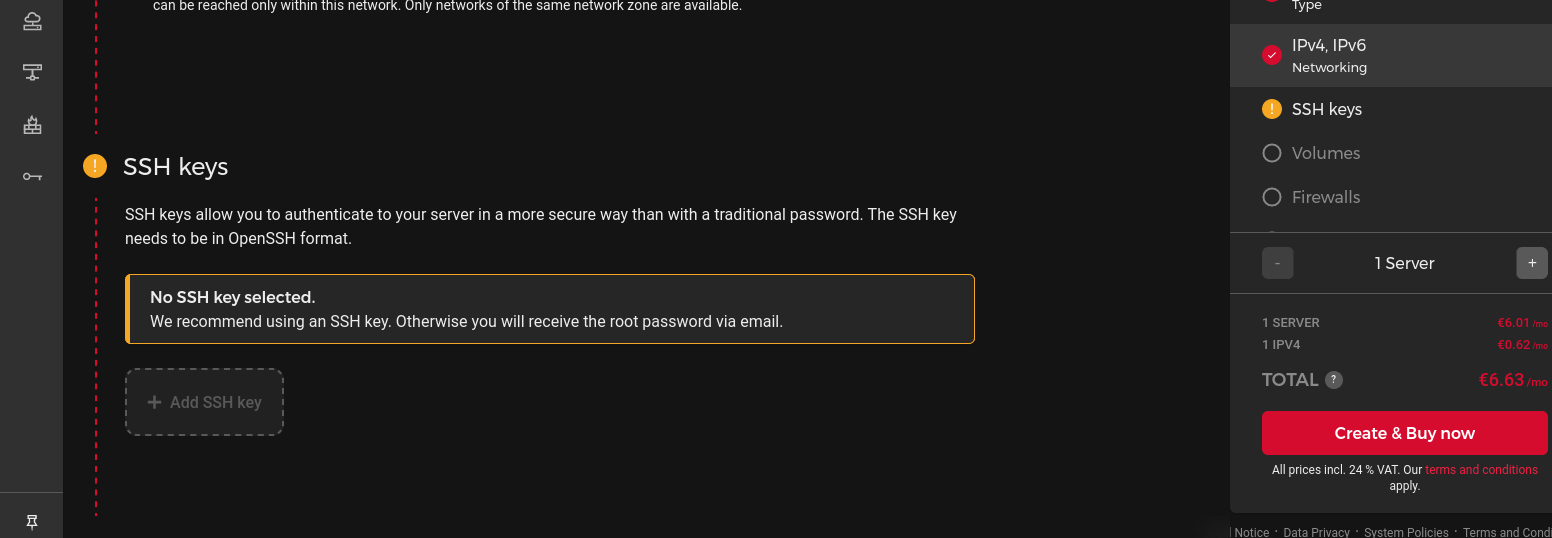 can be reached only within this network. Only networks of the same network zone are available.
SSH keys
SSH keys allow you to authenticate to your server in a more secure way than with a traditional password. The SSH key
needs to be in OpenSSH format.
No SSH key selected.
We recommend using an SSH key. Otherwise you will receive the root password via email.
+ Add SSH key
Type
IPv4, IPv6
Networking
SSH keys
Volumes
Firewalls
- 1 Server +
1 SERVER €6.01 /mo
1 IPV4 €0.62 /mo
TOTAL ? €6.63 /mo
Create & Buy now
All prices incl. 24 % VAT. Our terms and conditions
apply.
Notice · Data Privacy · System Policies · Terms and Condi